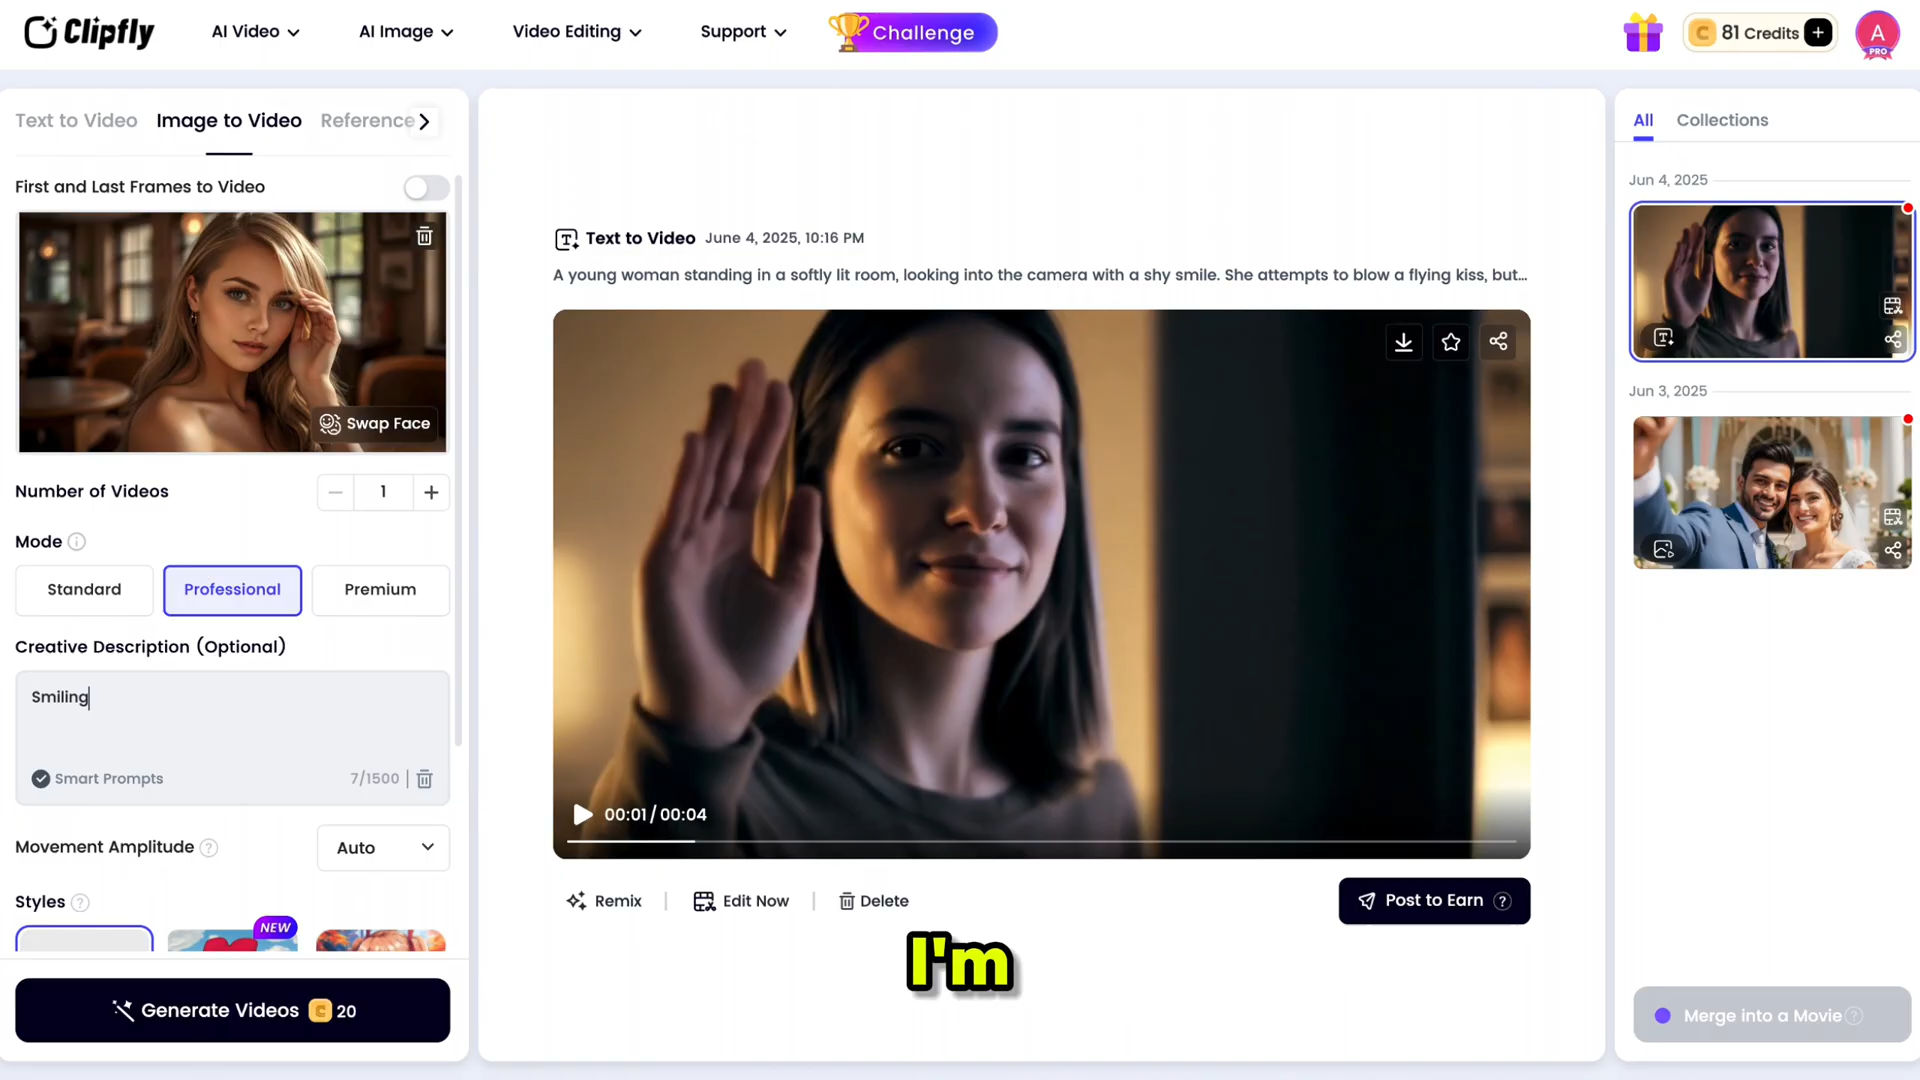 Clipfly
AI Video
AI Image
Video Editing
Support
Challenge
C 81 Credits +
A
PRO
Text to Video
Image to Video
Reference
First and Last Frames to Video
Swap Face
Number of Videos
1
Mode
Standard
Professional
Premium
Creative Description (Optional)
Smiling
Smart Prompts
7/1500
Movement Amplitude
Auto
Styles
NEW
Generate Videos C 20
Text to Video June 4, 2025, 10:16 PM
A young woman standing in a softly lit room, looking into the camera with a shy smile. She attempts to blow a flying kiss, but...
00:01 / 00:04
Remix
Edit Now
Delete
Post to Earn ?
I'm
All
Collections
Jun 4, 2025
Jun 3, 2025
Merge into a Movie ?